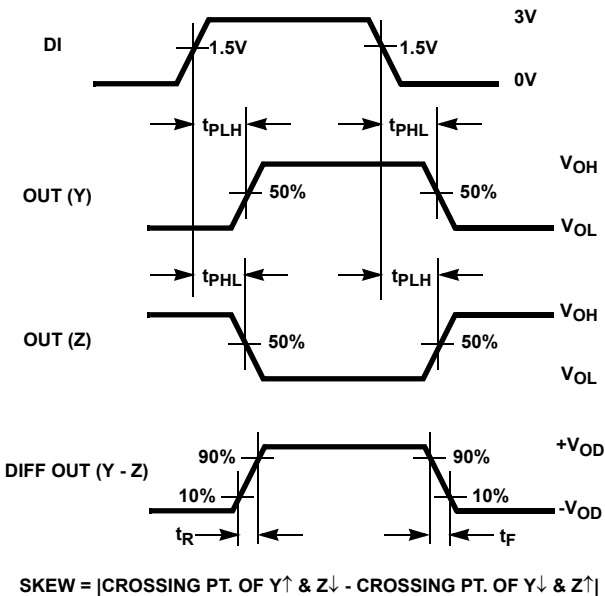 3V
DI
1.5V
1.5V
0V
tPLH
tPHL
VOH
OUT (Y)
50%
50%
VOL
tPHL
tPLH
VOH
OUT (Z)
50%
50%
VOL
+VOD
DIFF OUT (Y - Z)
90%
90%
10%
10%
-VOD
tR
tF
SKEW = |CROSSING PT. OF Y↑ & Z↓ - CROSSING PT. OF Y↓ & Z↑|